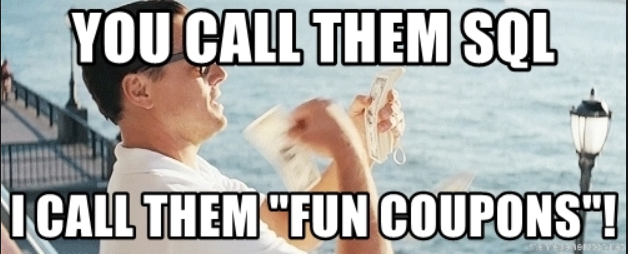 YOU CALL THEM SQL
I CALL THEM "FUN COUPONS"!